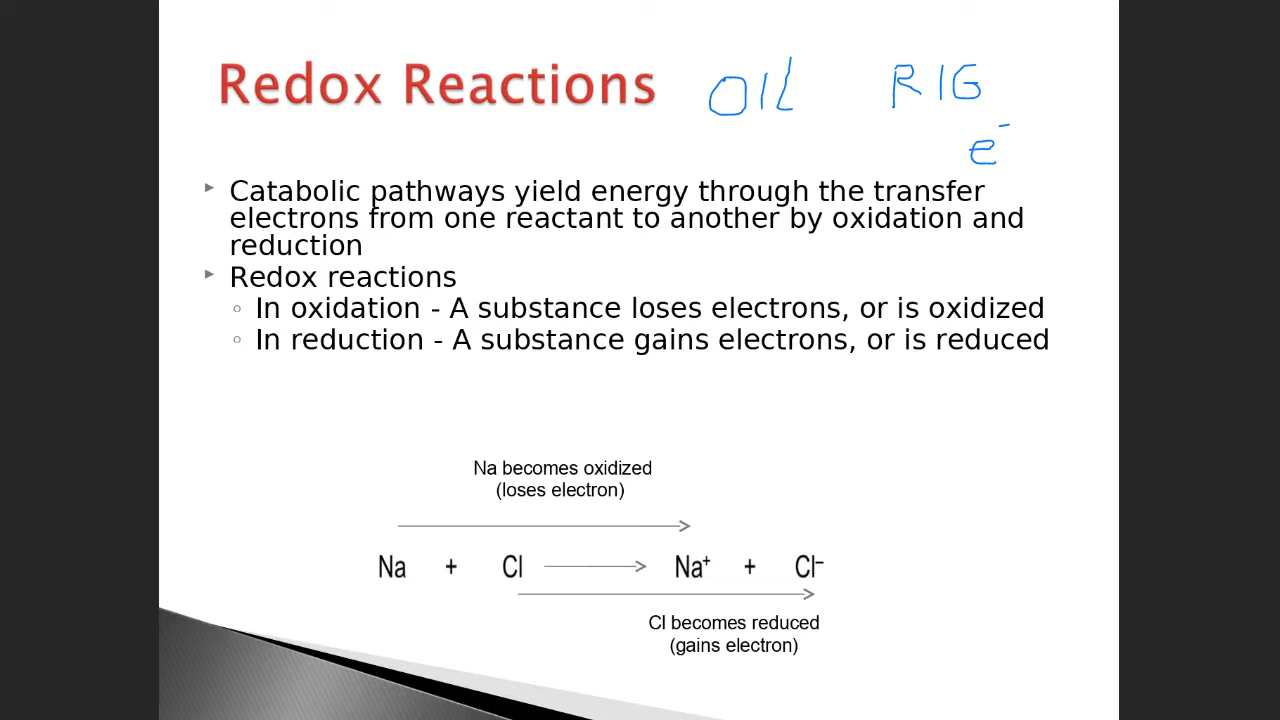 Redox Reactions OIL RIG
e⁻
Catabolic pathways yield energy through the transfer
electrons from one reactant to another by oxidation and
reduction
Redox reactions
In oxidation - A substance loses electrons, or is oxidized
In reduction - A substance gains electrons, or is reduced
Na becomes oxidized
(loses electron)
Na + Cl → Na⁺ + Cl⁻
Cl becomes reduced
(gains electron)